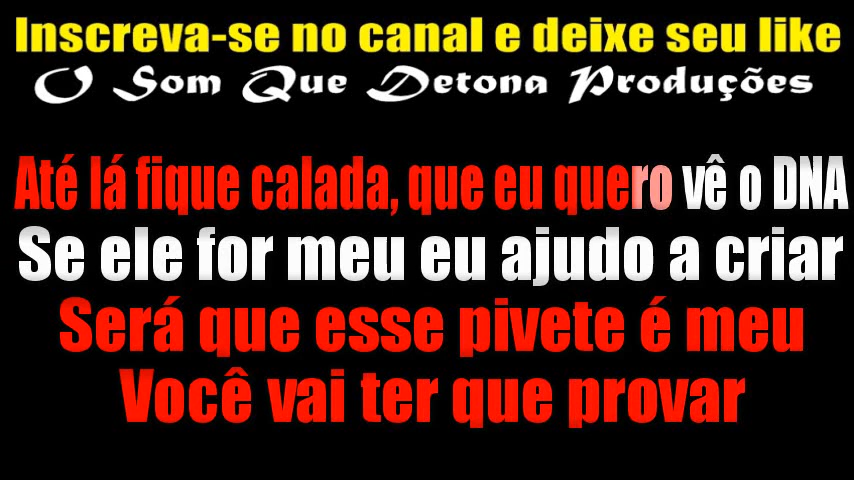 Inscreva-se no canal e deixe seu like
O Som Que Detona Produções
Até lá fique calada, que eu quero vê o DNA
Se ele for meu eu ajudo a criar
Será que esse pivete é meu
Você vai ter que provar